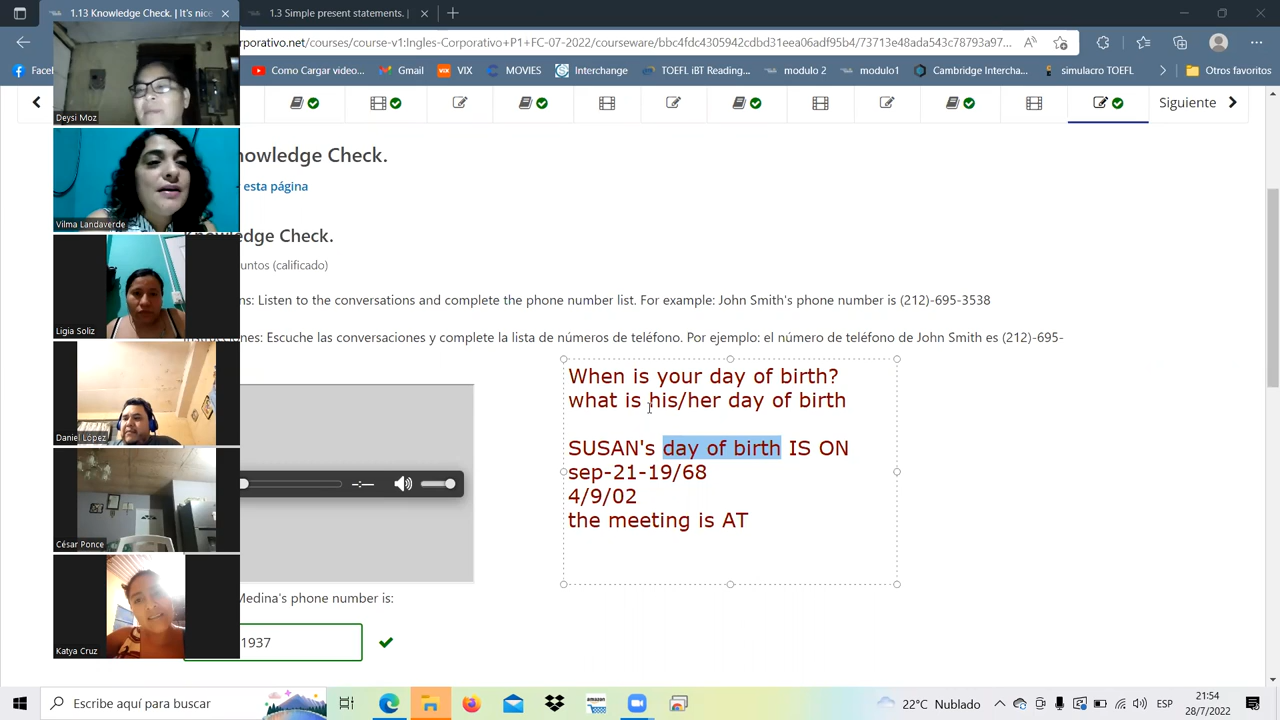 1.13 Knowledge Check. | It's nice
1.3 Simple present statements. |
rporativo.net/courses/course-v1:Ingles-Corporativo+P1+FC-07-2022/courseware/bbc4fdc4305942cdbd31eea06adf95b4/73713e48ada543c78793a97...
Faceb
Como Cargar video...
Gmail
VIX
MOVIES
Interchange
TOEFL iBT Reading...
modulo 2
modulo1
Cambridge Intercha...
simulacro TOEFL
Otros favoritos
Siguiente
nowledge Check.
esta página
Knowledge Check.
untos (calificado)
ns: Listen to the conversations and complete the phone number list. For example: John Smith's phone number is (212)-695-3538
Instrucciones: Escuche las conversaciones y complete la lista de números de teléfono. Por ejemplo: el número de teléfono de John Smith es (212)-695-
When is your day of birth?
what is his/her day of birth
SUSAN's day of birth IS ON
sep-21-19/68
4/9/02
the meeting is AT
-:--
Medina's phone number is:
1937
Deysi Moz
Vilma Landaverde
Ligia Soliz
Daniel López
César Ponce
Katya Cruz
Escribe aquí para buscar
22°C Nublado
ESP
21:54
28/7/2022